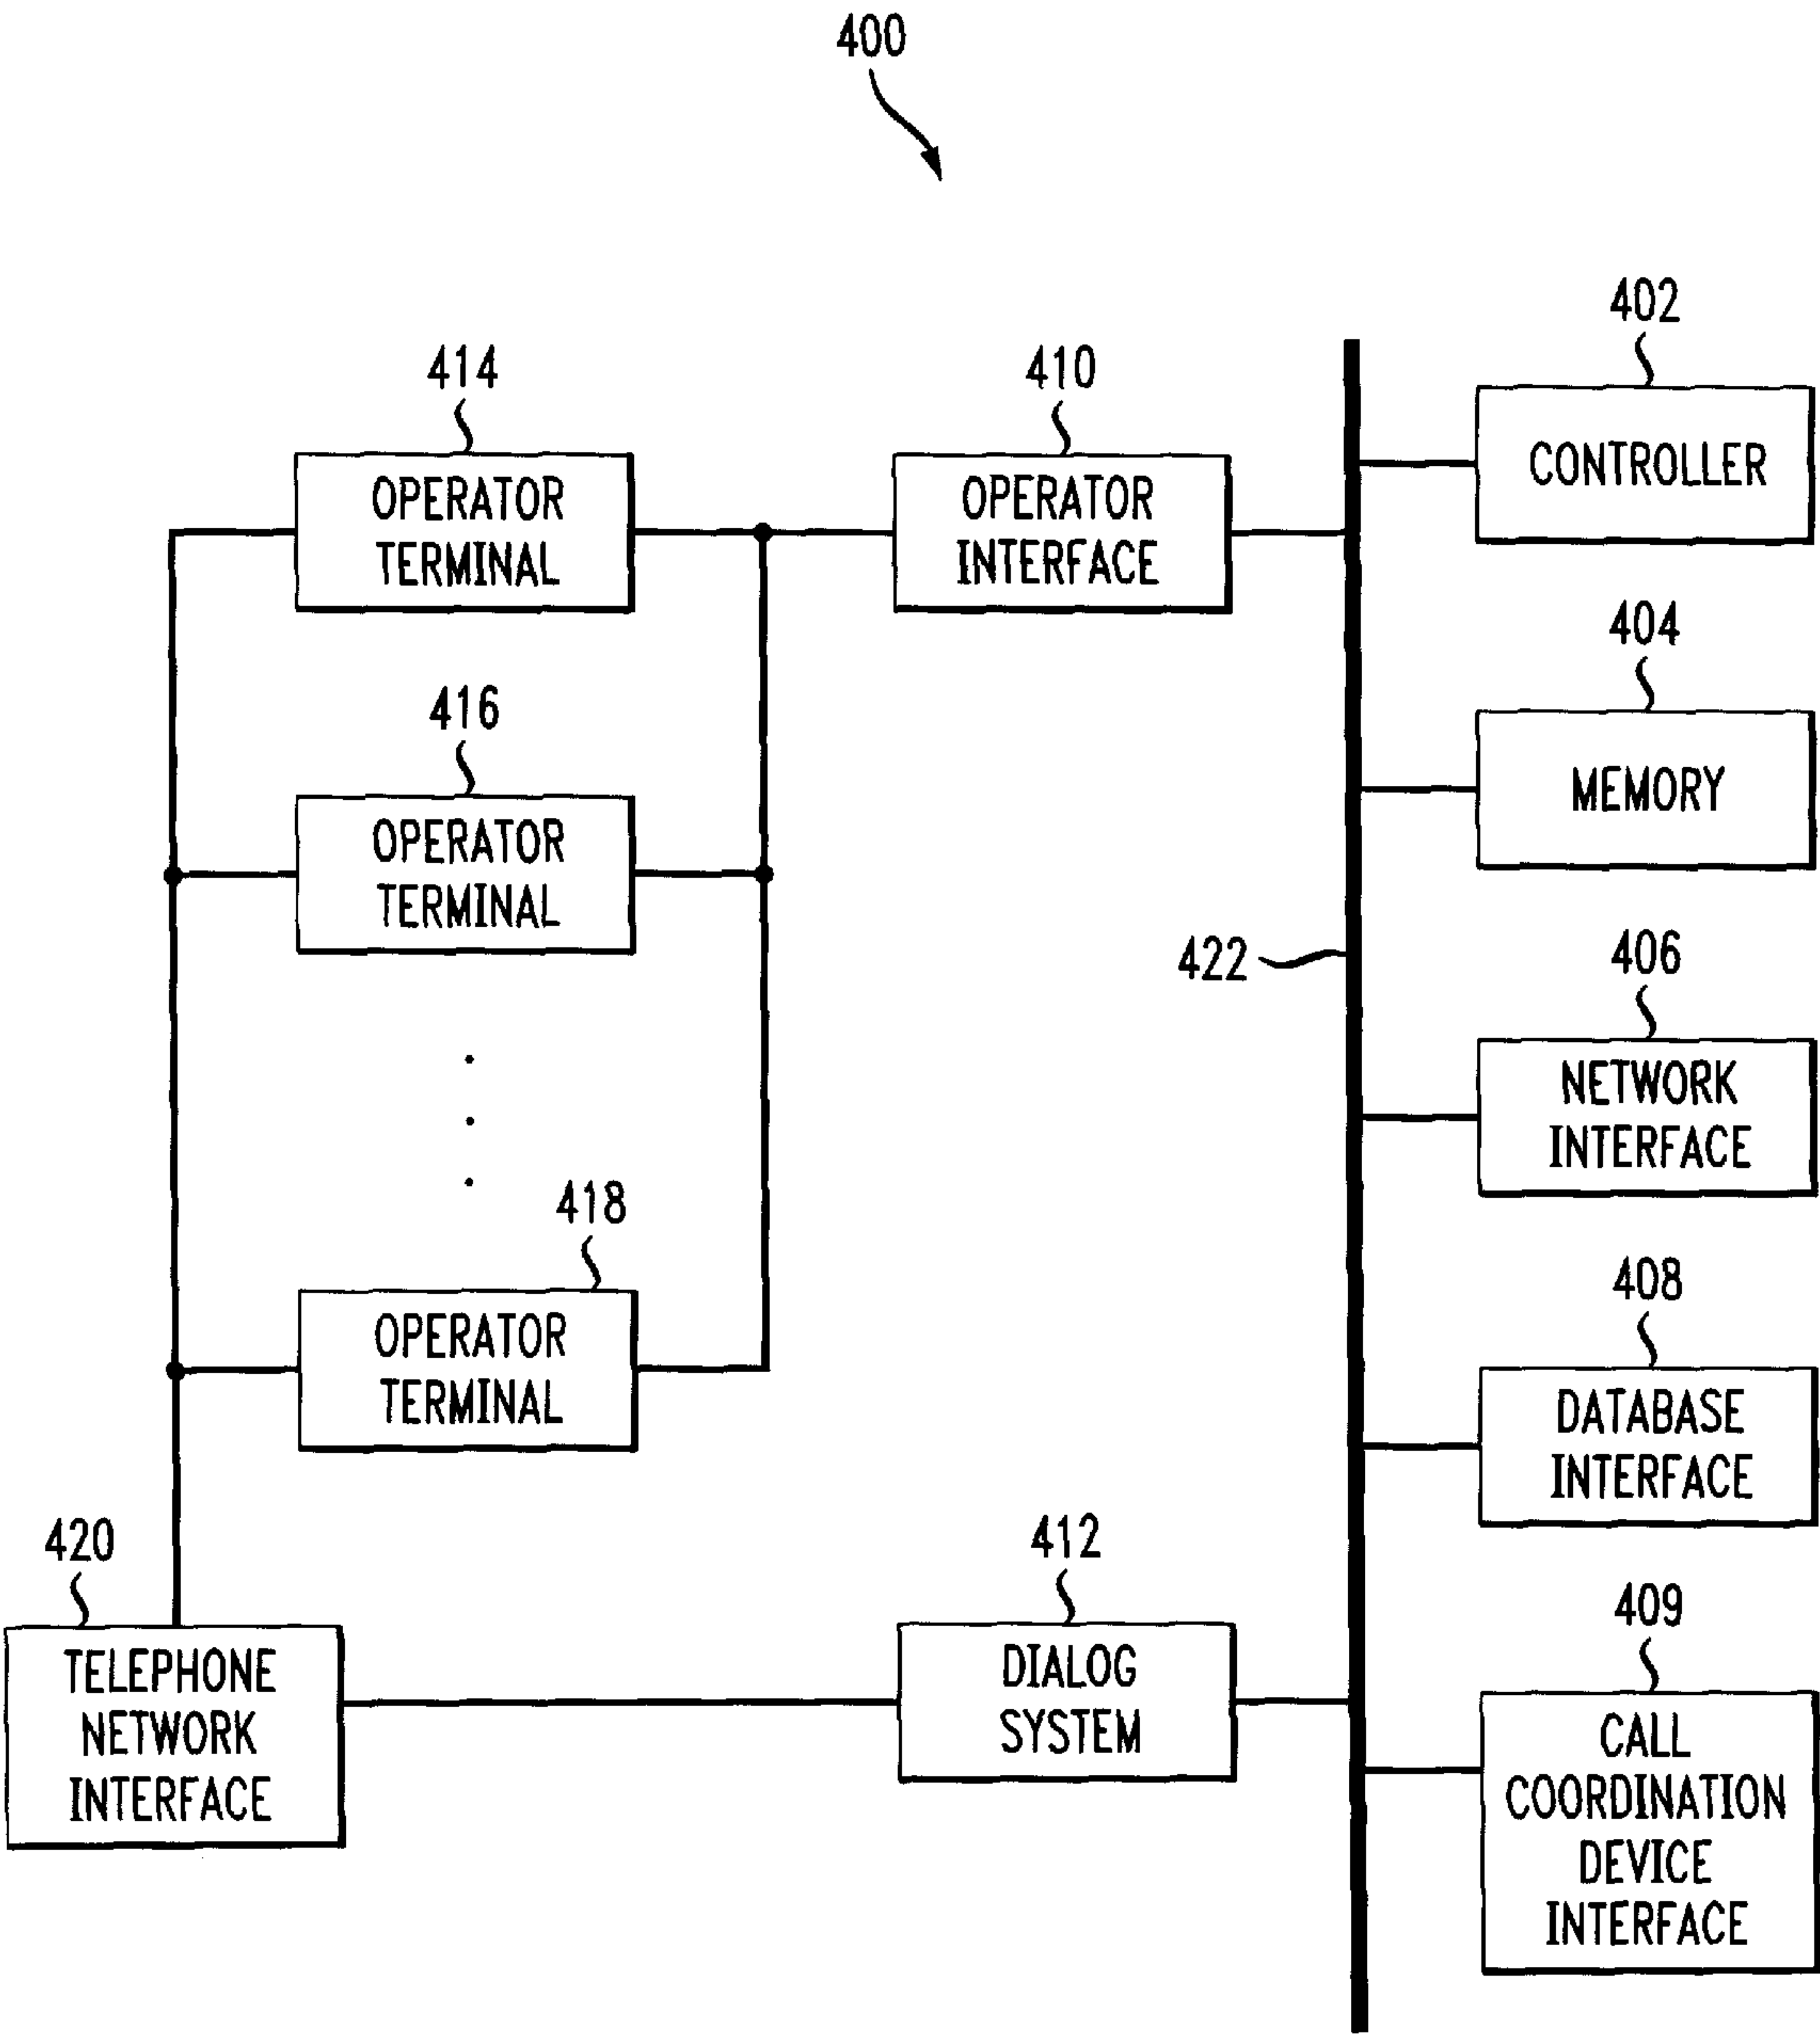 400
402
CONTROLLER
414
OPERATOR
TERMINAL
410
OPERATOR
INTERFACE
404
MEMORY
416
OPERATOR
TERMINAL
422
406
NETWORK
INTERFACE
418
OPERATOR
TERMINAL
408
DATABASE
INTERFACE
420
TELEPHONE
NETWORK
INTERFACE
412
DIALOG
SYSTEM
409
CALL
COORDINATION
DEVICE
INTERFACE